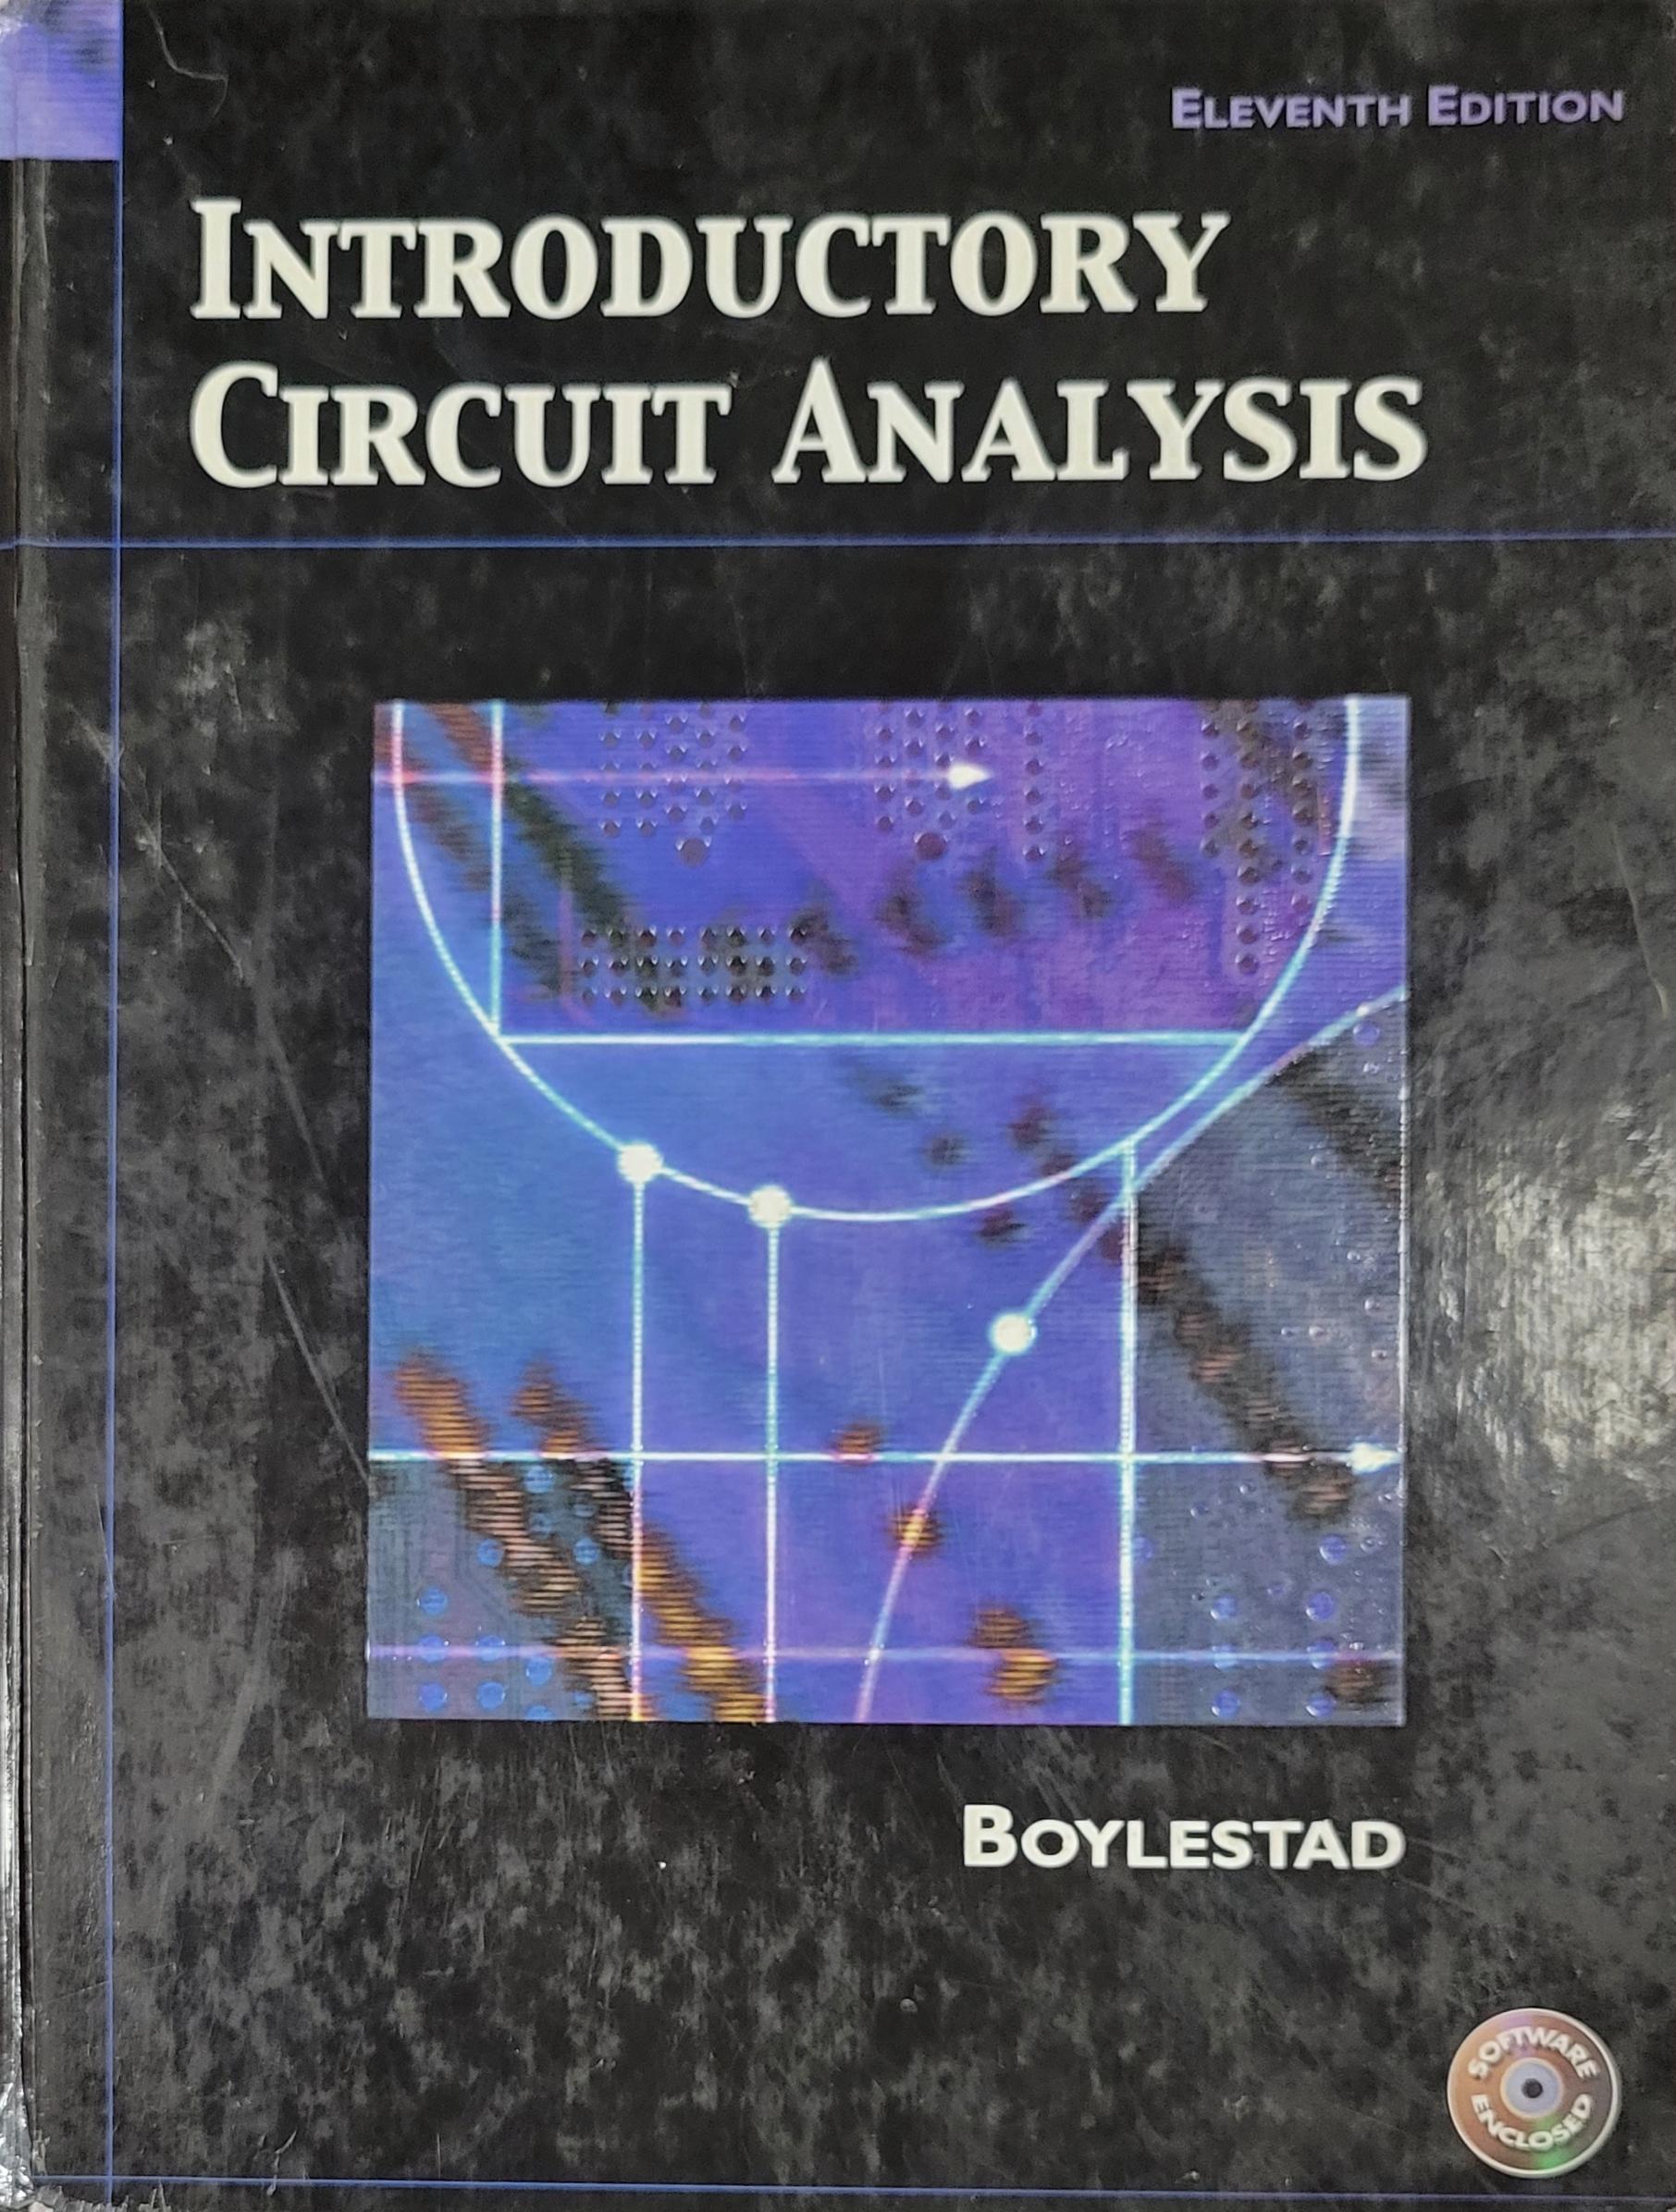 ELEVENTH EDITION
INTRODUCTORY
CIRCUIT ANALYSIS
BOYLESTAD
SOFTWARE
ENCLOSED